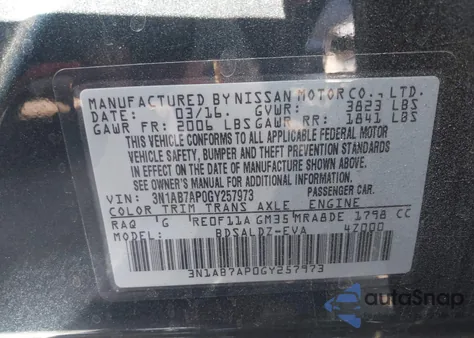 MANUFACTURED BY NISSAN MOTOR CO., LTD.
DATE: 03/16. GVWR: 3823 LBS
GAWR FR: 2006 LBS GAWR RR: 1841 LBS
THIS VEHICLE CONFORMS TO ALL APPLICABLE FEDERAL MOTOR
VEHICLE SAFETY, BUMPER AND THEFT PREVENTION STANDARDS
IN EFFECT ON THE DATE OF MANUFACTURE SHOWN ABOVE.
SEE OWNER'S MANUAL FOR ADDITIONAL LOADING INFORMATION.
VIN: 3N1AB7AP0GY257973 PASSENGER CAR.
COLOR TRIM TRANS AXLE ENGINE
RAQ G RE0F11A GM35 MRA8DE 1798 CC
MODEL: BDSALDZ-EVA 4Z000
3N1AB7AP0GY257973
autoSnap